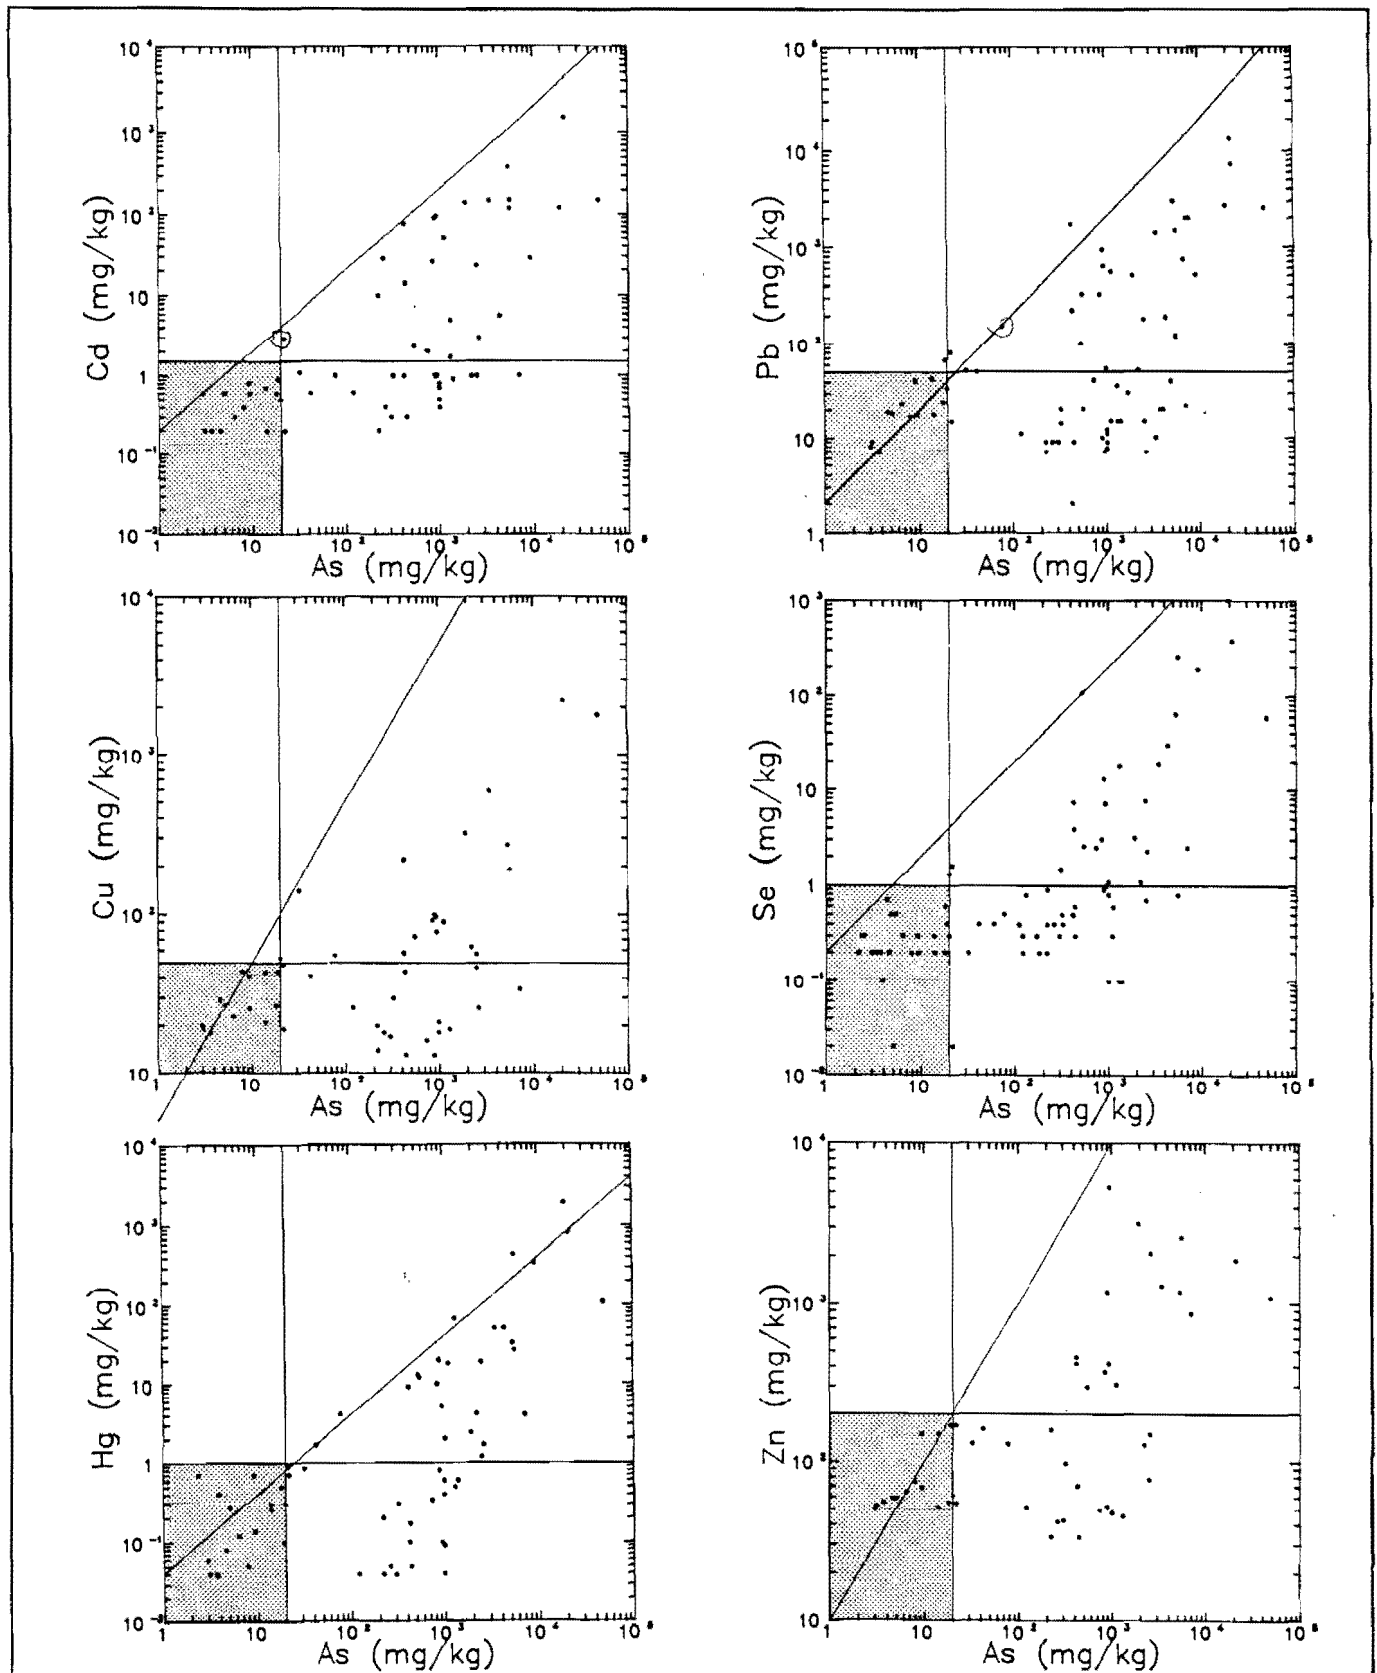 10⁴ 10³ 10² 10 1 10⁻¹ 10⁻²
Cd (mg/kg)
1 10 10² 10³ 10⁴ 10⁵
As (mg/kg)
10⁵ 10⁴ 10³ 10² 10 1
Pb (mg/kg)
1 10 10² 10³ 10⁴ 10⁵
As (mg/kg)
10⁴ 10³ 10² 10
Cu (mg/kg)
1 10 10² 10³ 10⁴ 10⁵
As (mg/kg)
10³ 10² 10 1 10⁻¹ 10⁻²
Se (mg/kg)
1 10 10² 10³ 10⁴ 10⁵
As (mg/kg)
10⁴ 10³ 10² 10 1 10⁻¹ 10⁻²
Hg (mg/kg)
1 10 10² 10³ 10⁴ 10⁵
As (mg/kg)
10⁴ 10³ 10² 10
Zn (mg/kg)
1 10 10² 10³ 10⁴ 10⁵
As (mg/kg)